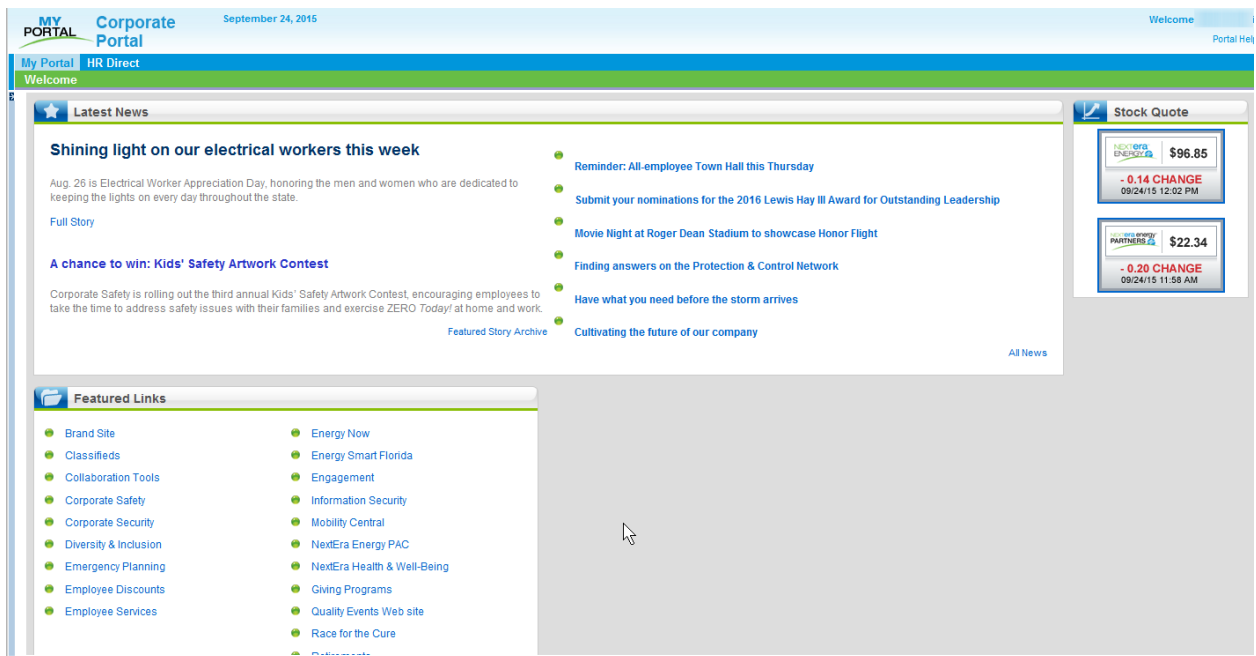 MY
PORTAL
Corporate
Portal
September 24, 2015
Welcome
Portal Help
My Portal HR Direct
Welcome
Latest News
Shining light on our electrical workers this week
Aug. 26 is Electrical Worker Appreciation Day, honoring the men and women who are dedicated to
keeping the lights on every day throughout the state.
Full Story
A chance to win: Kids' Safety Artwork Contest
Corporate Safety is rolling out the third annual Kids' Safety Artwork Contest, encouraging employees to
take the time to address safety issues with their families and exercise ZERO Today! at home and work.
Featured Story Archive
Reminder: All-employee Town Hall this Thursday
Submit your nominations for the 2016 Lewis Hay III Award for Outstanding Leadership
Movie Night at Roger Dean Stadium to showcase Honor Flight
Finding answers on the Protection & Control Network
Have what you need before the storm arrives
Cultivating the future of our company
All News
Stock Quote
NEXTera
ENERGY
$96.85
- 0.14 CHANGE
09/24/15 12:02 PM
NEXTera energy
PARTNERS
$22.34
- 0.20 CHANGE
09/24/15 11:58 AM
Featured Links
Brand Site
Classifieds
Collaboration Tools
Corporate Safety
Corporate Security
Diversity & Inclusion
Emergency Planning
Employee Discounts
Employee Services
Energy Now
Energy Smart Florida
Engagement
Information Security
Mobility Central
NextEra Energy PAC
NextEra Health & Well-Being
Giving Programs
Quality Events Web site
Race for the Cure